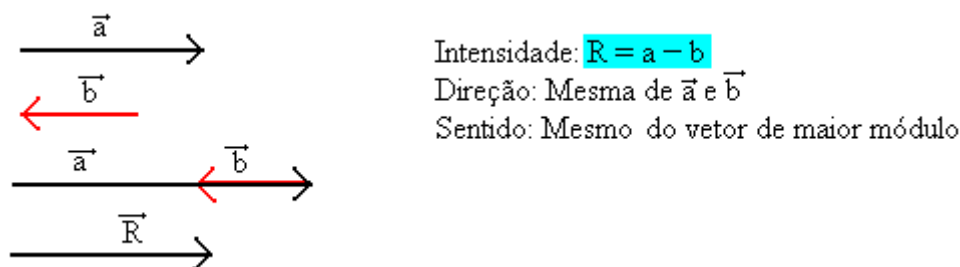 a⃗
Intensidade: R = a − b
b⃗
Direção: Mesma de a⃗ e b⃗
Sentido: Mesmo do vetor de maior módulo
a⃗ b⃗
R⃗